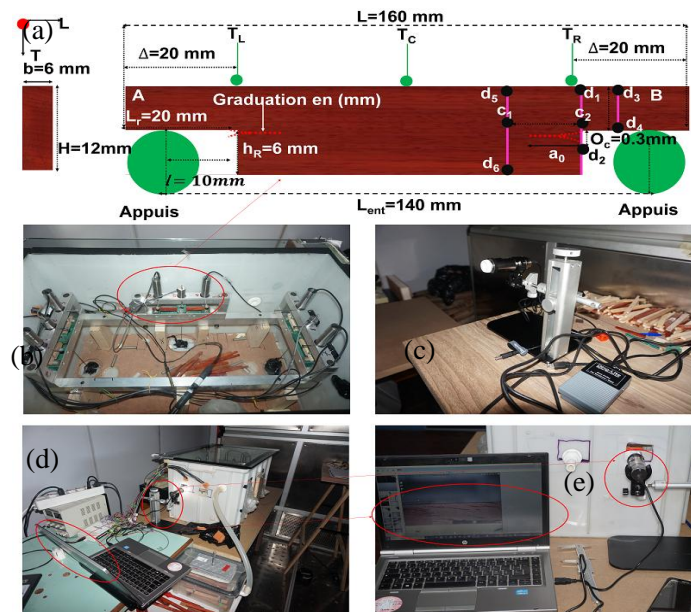 (a)
L
T
b=6 mm
H=12mm
L=160 mm
T_L
T_C
T_R
Δ=20 mm
Δ=20 mm
A
B
L_r=20 mm
Graduation en (mm)
h_R=6 mm
l = 10mm
d_5
d_1
d_3
c_1
c_2
d_4
O_c=0.3mm
a_0
d_2
d_6
Appuis
L_ent=140 mm
Appuis
(b)
(c)
(d)
(e)